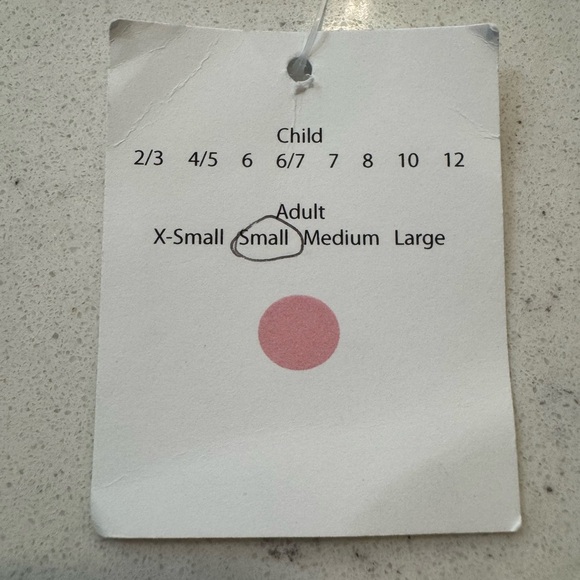 Child
2/3 4/5 6 6/7 7 8 10 12
Adult
X-Small Small Medium Large